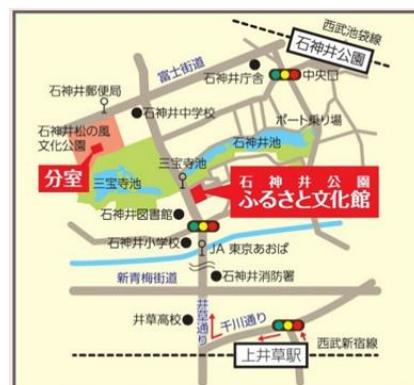 西武池袋線
石神井公園
富士街道
石神井庁舎
中央口
石神井郵便局
石神井中学校
ボート乗り場
石神井松の風
文化公園
石神井池
分室
三宝寺池
三宝寺池
石神井公園
ふるさと文化館
石神井図書館
石神井小学校
JA 東京あおば
新青梅街道
石神井消防署
井草通り
井草高校
千川通り
西武新宿線
上井草駅